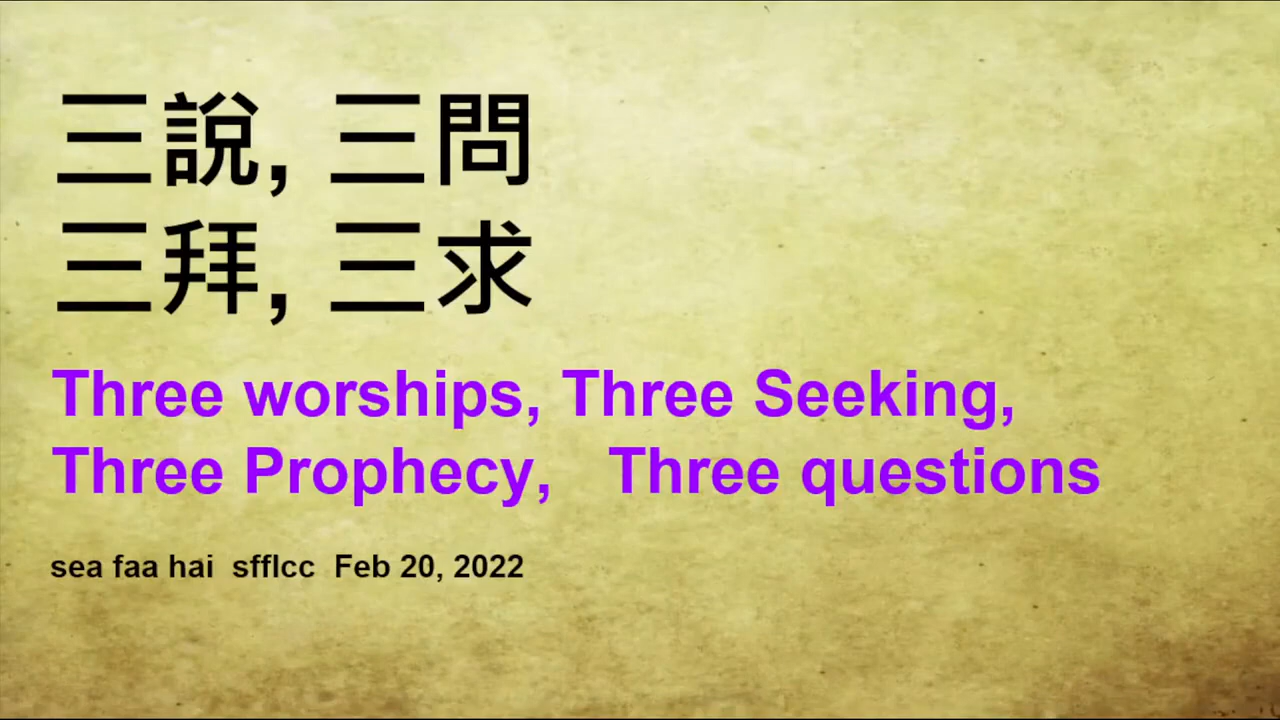 三說, 三問
三拜, 三求
Three worships, Three Seeking,
Three Prophecy, Three questions
sea faa hai sfflcc Feb 20, 2022